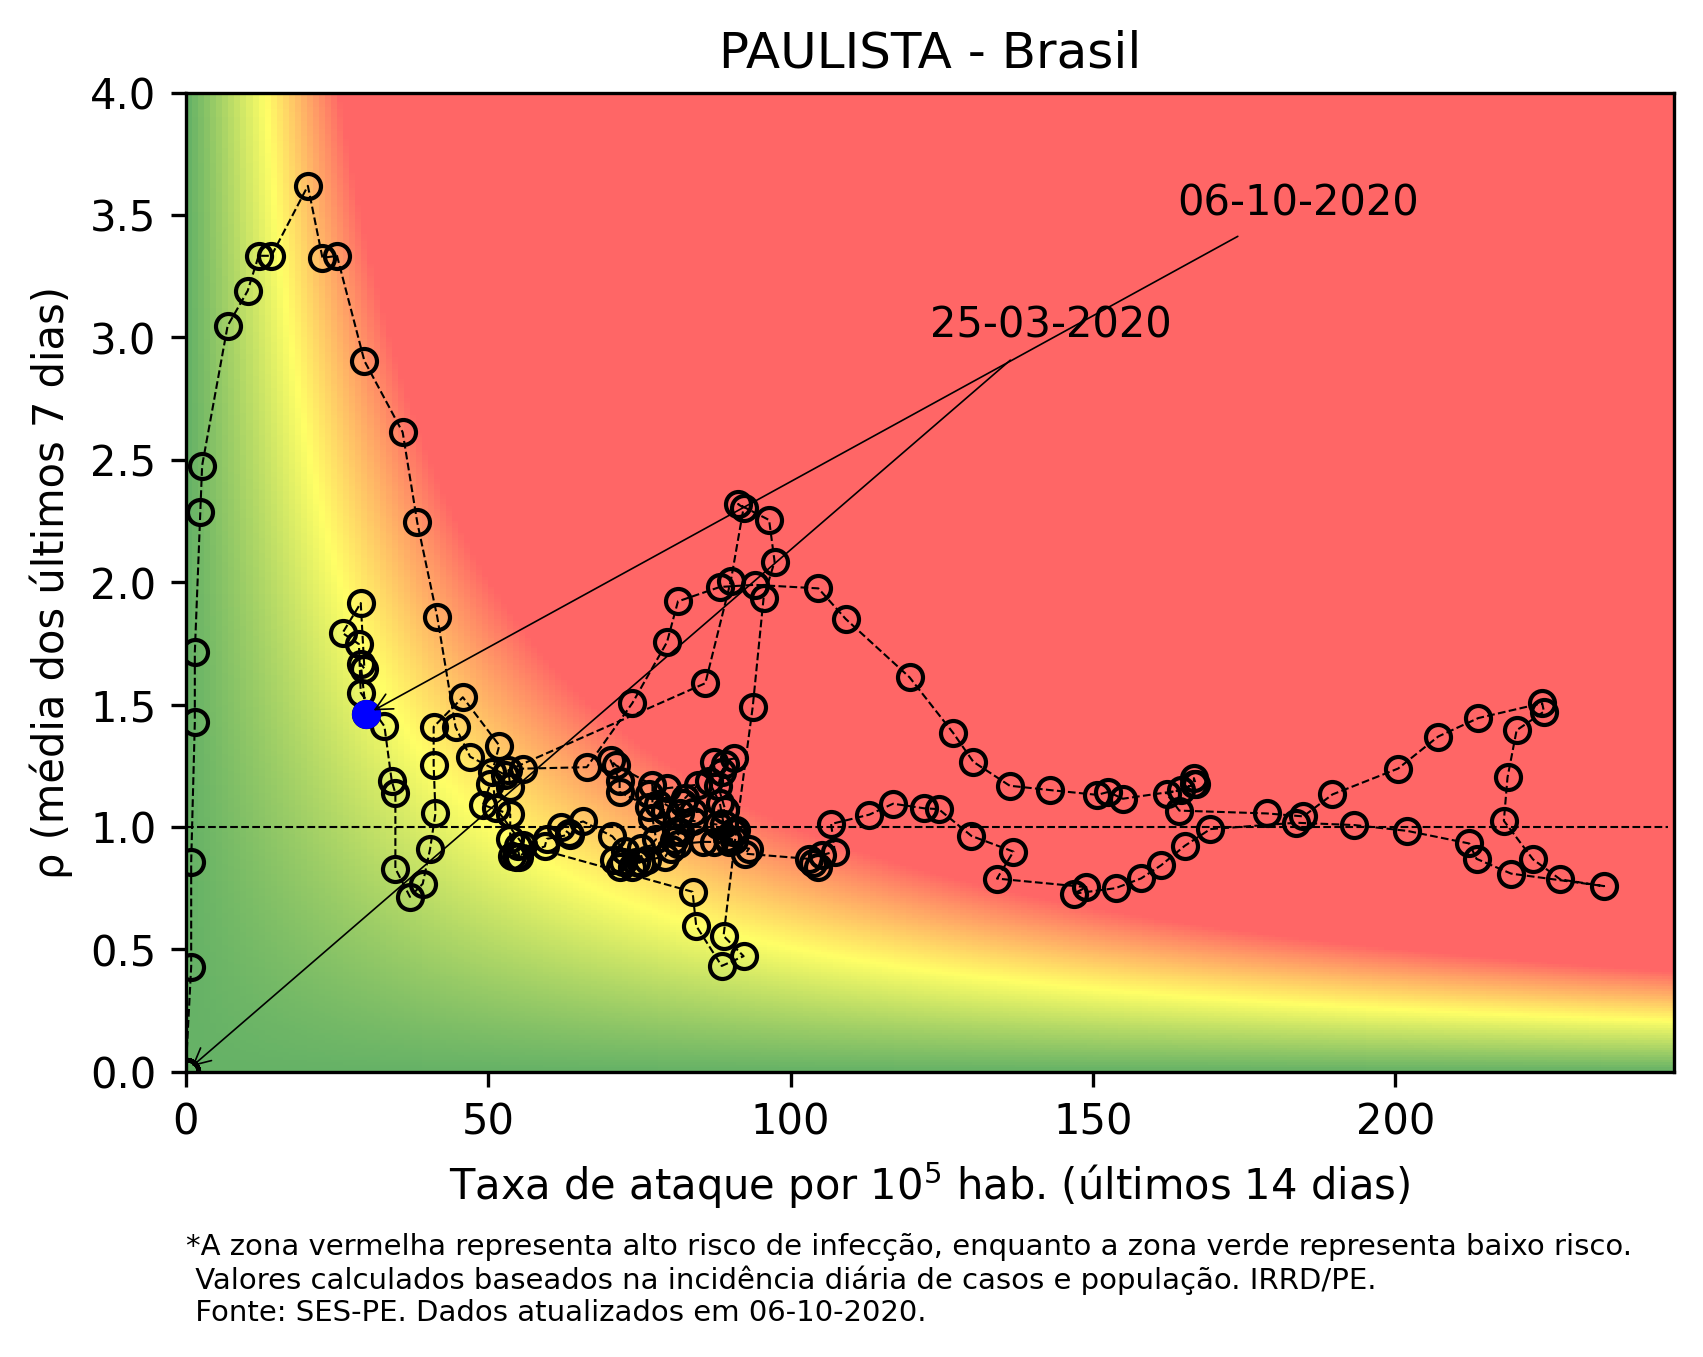 PAULISTA - Brasil
4.0
3.5
3.0
2.5
2.0
1.5
1.0
0.5
0.0
ρ (média dos últimos 7 dias)
06-10-2020
25-03-2020
0
50
100
150
200
Taxa de ataque por 10⁵ hab. (últimos 14 dias)
*A zona vermelha representa alto risco de infecção, enquanto a zona verde representa baixo risco.
Valores calculados baseados na incidência diária de casos e população. IRRD/PE.
Fonte: SES-PE. Dados atualizados em 06-10-2020.